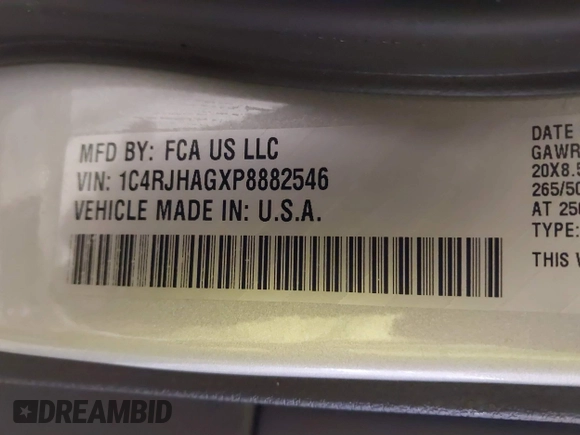 MFD BY: FCA US LLC
VIN: 1C4RJHAGXP8882546
VEHICLE MADE IN: U.S.A.
DATE
GAWR
20X8.5
265/50
AT 250
TYPE:
THIS V
DREAMBID